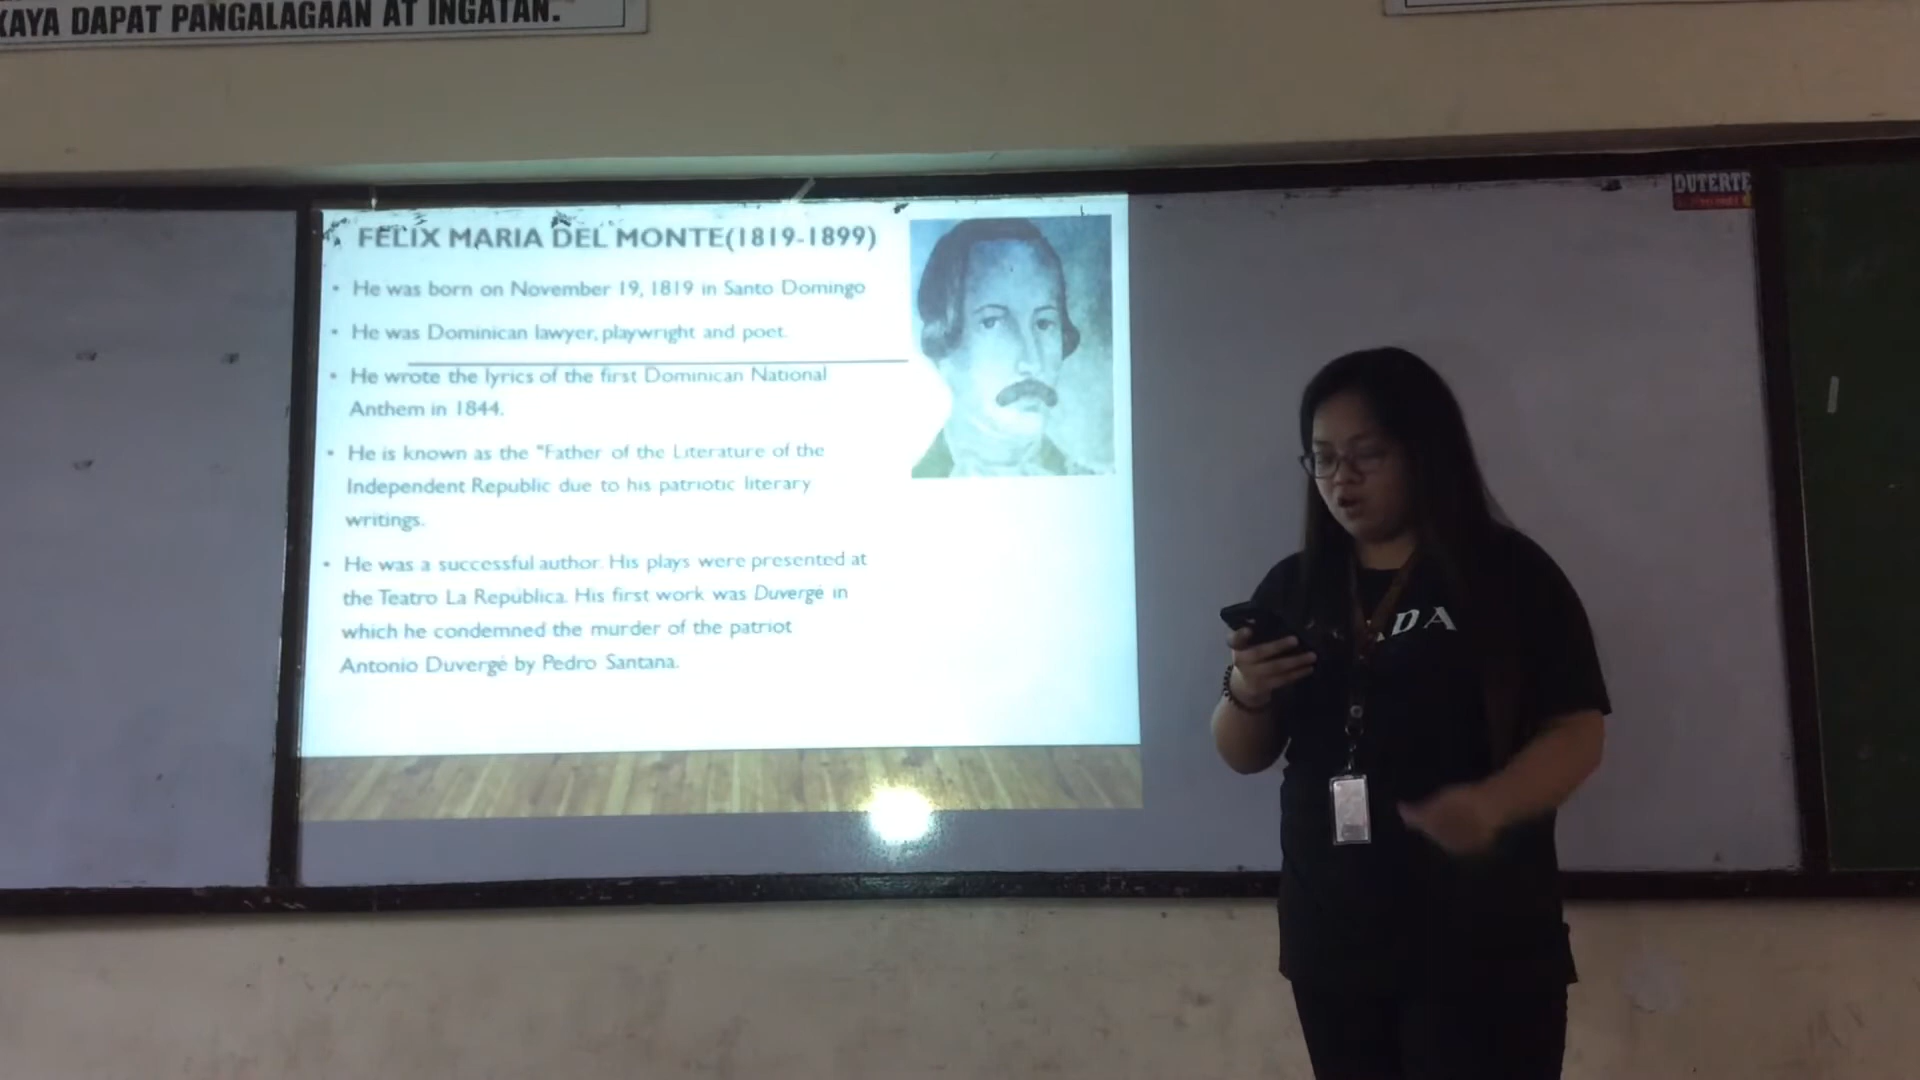 KAYA DAPAT PANGALAGAAN AT INGATAN."
DUTERTE
FELIX MARIA DEL MONTE(1819-1899)
• He was born on November 19, 1819 in Santo Domingo
• He was Dominican lawyer, playwright and poet.
• He wrote the lyrics of the first Dominican National
Anthem in 1844.
• He is known as the "Father of the Literature of the
Independent Republic due to his patriotic literary
writings.
• He was a successful author. His plays were presented at
the Teatro La República. His first work was Duvergé in
which he condemned the murder of the patriot
Antonio Duvergé by Pedro Santana.
DA